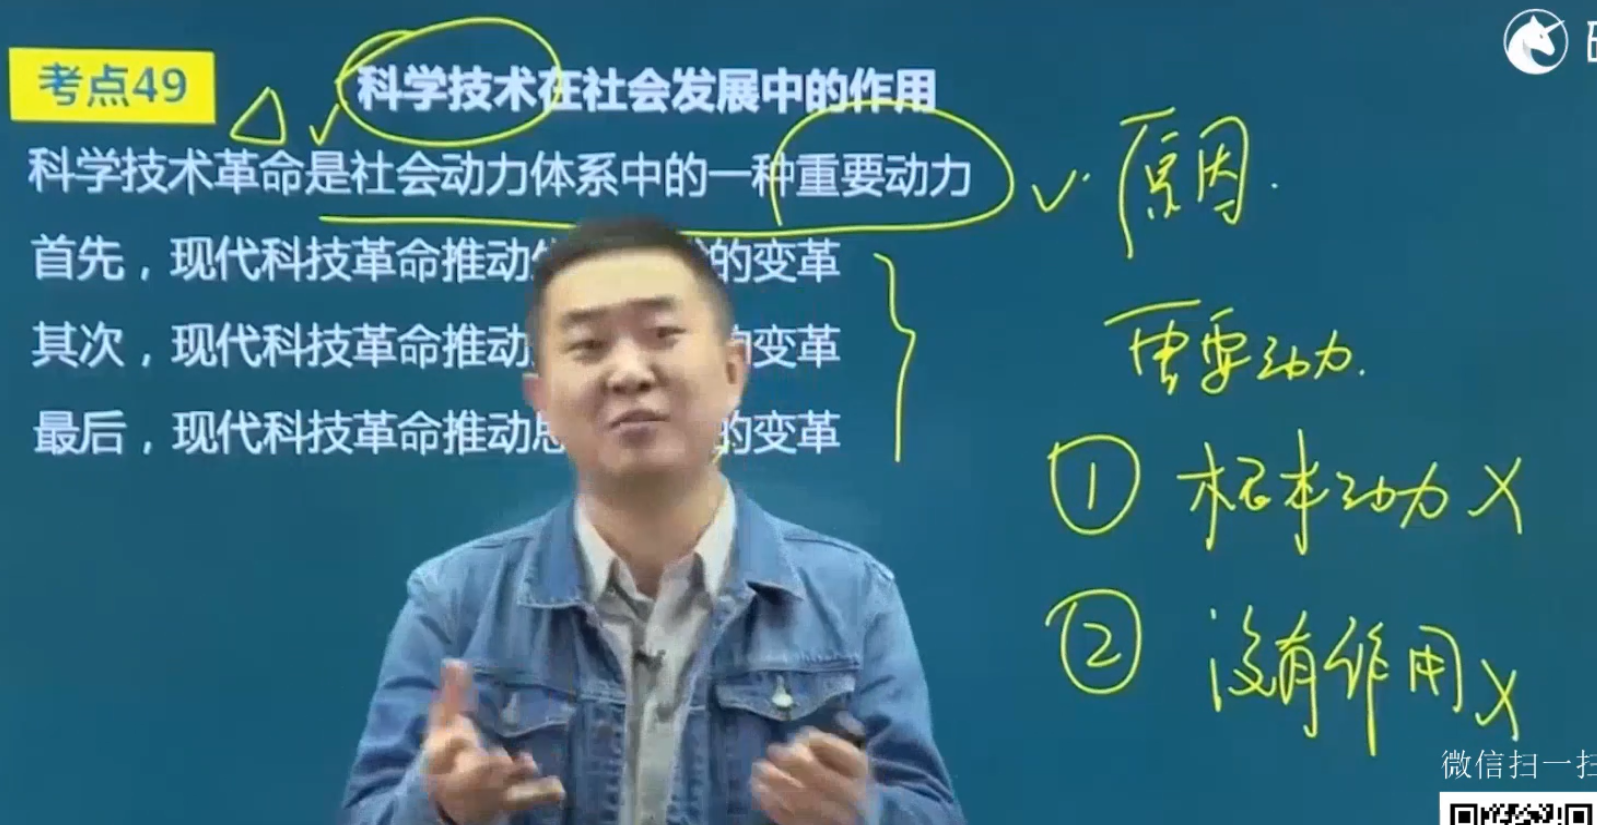 考点49
科学技术在社会发展中的作用
科学技术革命是社会动力体系中的一种重要动力
首先，现代科技革命推动 的变革
其次，现代科技革命推动 的变革
最后，现代科技革命推动 的变革
原因.
重要动力.
① 根本动力 X
② 没有作用 X
微信扫一扫